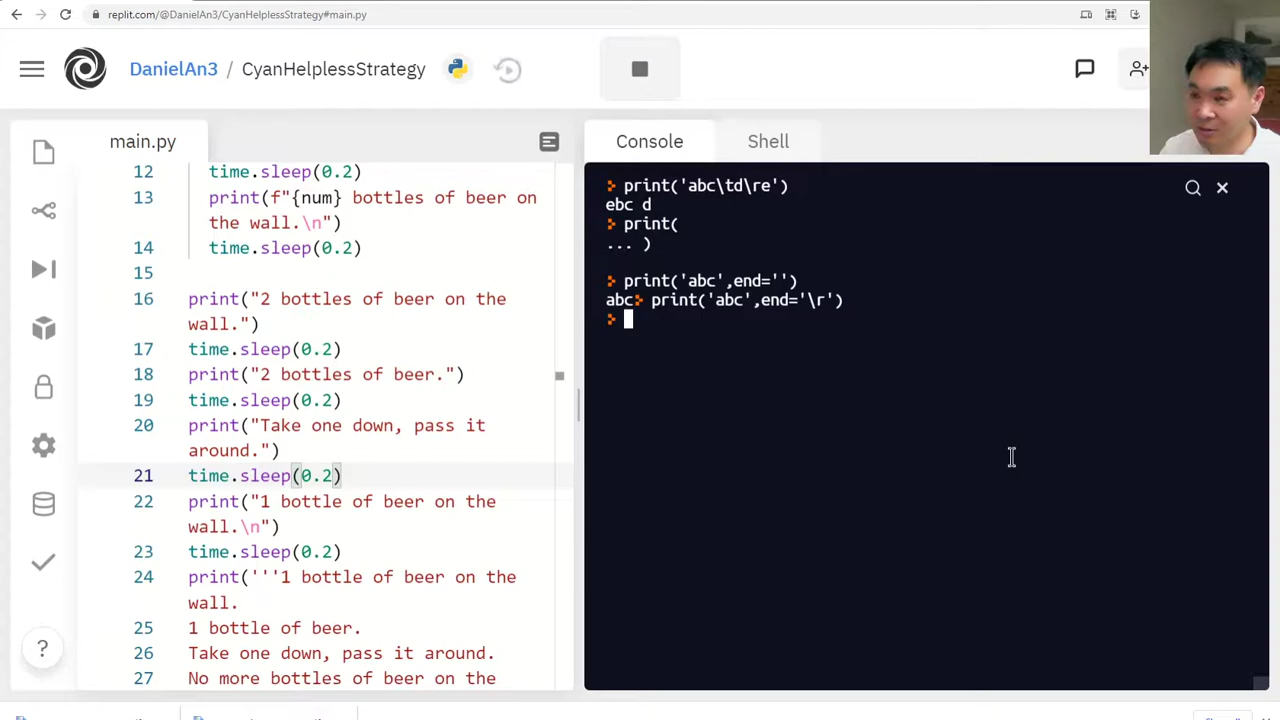 replit.com/@DanielAn3/CyanHelplessStrategy#main.py
DanielAn3 / CyanHelplessStrategy
main.py
12 time.sleep(0.2)
13 print(f"{num} bottles of beer on
the wall.\n")
14 time.sleep(0.2)
15
16 print("2 bottles of beer on the
wall.")
17 time.sleep(0.2)
18 print("2 bottles of beer.")
19 time.sleep(0.2)
20 print("Take one down, pass it
around.")
21 time.sleep(0.2)
22 print("1 bottle of beer on the
wall.\n")
23 time.sleep(0.2)
24 print('''1 bottle of beer on the
wall.
25 1 bottle of beer.
26 Take one down, pass it around.
27 No more bottles of beer on the
?
Console Shell
> print('abc\td\re')
ebc d
> print(
... )
> print('abc',end='')
abc> print('abc',end='\r')
>